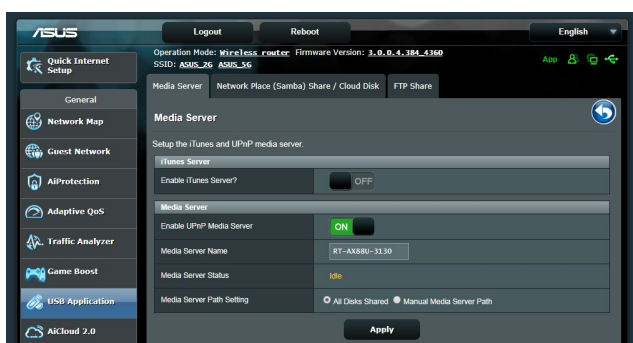 ASUS
Logout
Reboot
English
Operation Mode: Wireless router Firmware Version: 3.0.0.4.384_4360
SSID: ASUS_2G ASUS_5G
App
Quick Internet
Setup
General
Network Map
Guest Network
AiProtection
Adaptive QoS
Traffic Analyzer
Game Boost
USB Application
AiCloud 2.0
Media Server
Network Place (Samba) Share / Cloud Disk
FTP Share
Media Server
Setup the iTunes and UPnP media server.
iTunes Server
Enable iTunes Server?
OFF
Media Server
Enable UPnP Media Server
ON
Media Server Name
RT-AX88U-3130
Media Server Status
Idle
Media Server Path Setting
All Disks Shared Manual Media Server Path
Apply